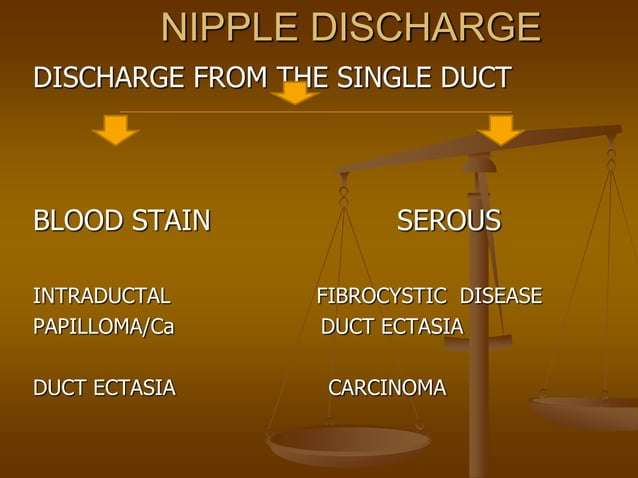 NIPPLE DISCHARGE
DISCHARGE FROM THE SINGLE DUCT
BLOOD STAIN SEROUS
INTRADUCTAL FIBROCYSTIC DISEASE
PAPILLOMA/Ca DUCT ECTASIA
DUCT ECTASIA CARCINOMA